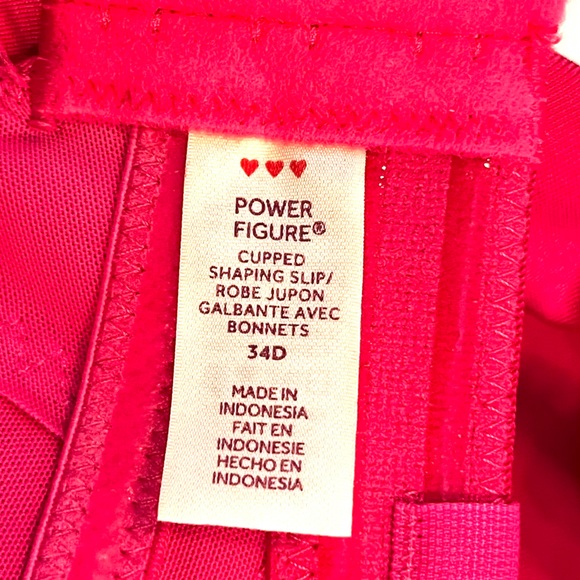 POWER
FIGURE®
CUPPED
SHAPING SLIP/
ROBE JUPON
GALBANTE AVEC
BONNETS
34D
MADE IN
INDONESIA
FAIT EN
INDONESIE
HECHO EN
INDONESIA